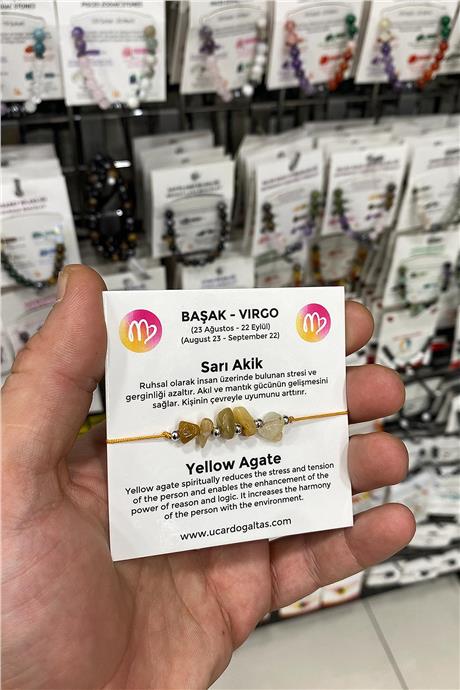 BAŞAK - VIRGO
(23 Ağustos - 22 Eylül)
(August 23 - September 22)
Sarı Akik
Ruhsal olarak insan üzerinde bulunan stresi ve
gerginliği azaltır. Akıl ve mantık gücünün gelişmesini
sağlar. Kişinin çevreyle uyumunu arttırır.
Yellow Agate
Yellow agate spiritually reduces the stress and tension
of the person and enables the enhancement of the
power of reason and logic. It increases the harmony
of the person with the environment.
www.ucardogaltas.com